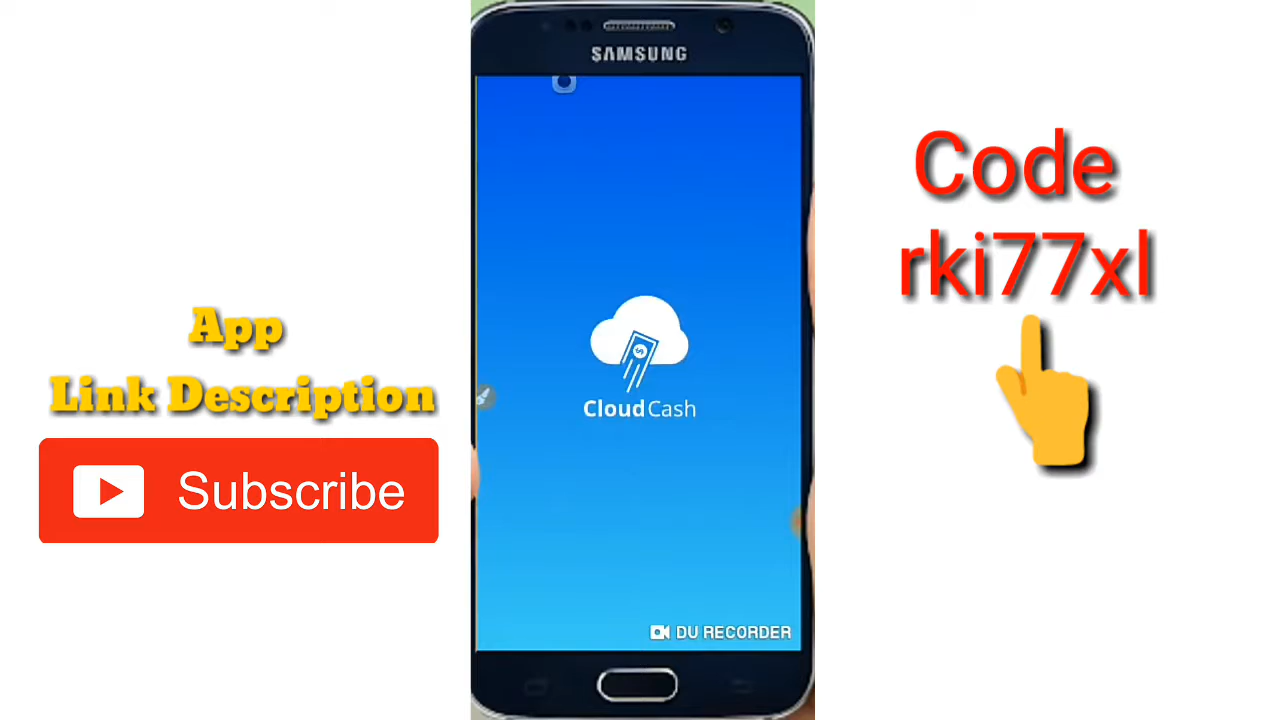 SAMSUNG
Code
rki77xl
App
Link Description
CloudCash
Subscribe
DU RECORDER